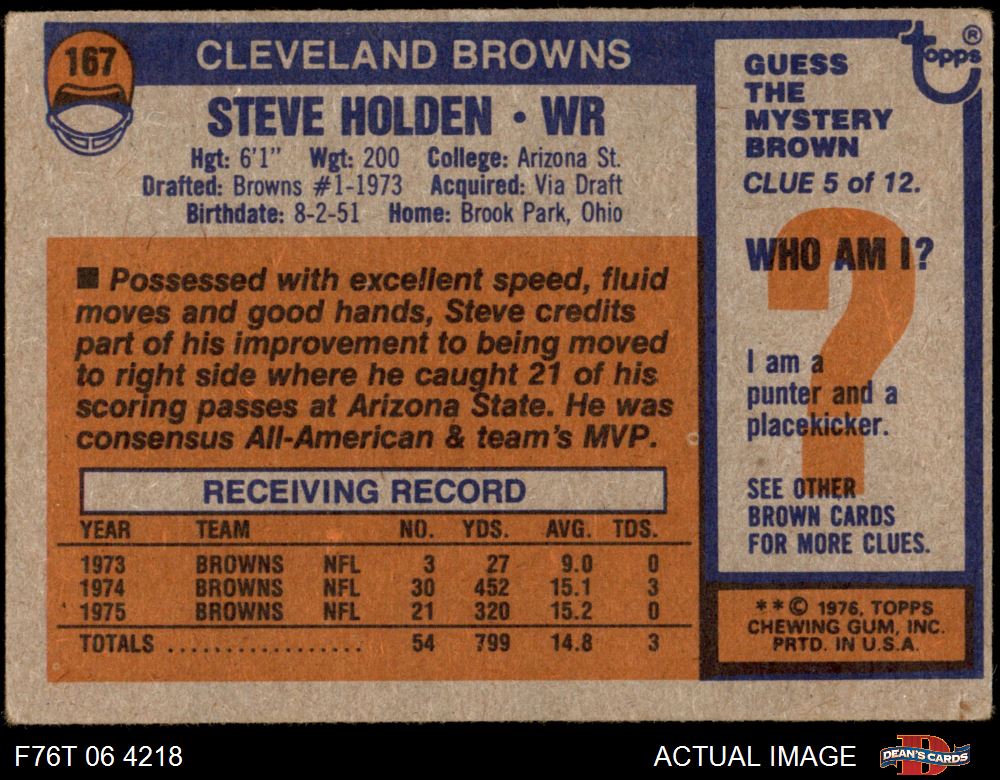 167
CLEVELAND BROWNS
STEVE HOLDEN • WR
Hgt: 6'1" Wgt: 200 College: Arizona St.
Drafted: Browns #1-1973 Acquired: Via Draft
Birthdate: 8-2-51 Home: Brook Park, Ohio
■ Possessed with excellent speed, fluid
moves and good hands, Steve credits
part of his improvement to being moved
to right side where he caught 21 of his
scoring passes at Arizona State. He was
consensus All-American & team's MVP.
RECEIVING RECORD
YEAR TEAM NO. YDS. AVG. TDS.
1973 BROWNS NFL 3 27 9.0 0
1974 BROWNS NFL 30 452 15.1 3
1975 BROWNS NFL 21 320 15.2 0
TOTALS .................. 54 799 14.8 3
topps ®
GUESS
THE
MYSTERY
BROWN
CLUE 5 of 12.
?
WHO AM I?
I am a
punter and a
placekicker.
SEE OTHER
BROWN CARDS
FOR MORE CLUES.
**© 1976, TOPPS
CHEWING GUM, INC.
PRTD. IN U.S.A.
F76T 06 4218
ACTUAL IMAGE
DEAN'S CARDS